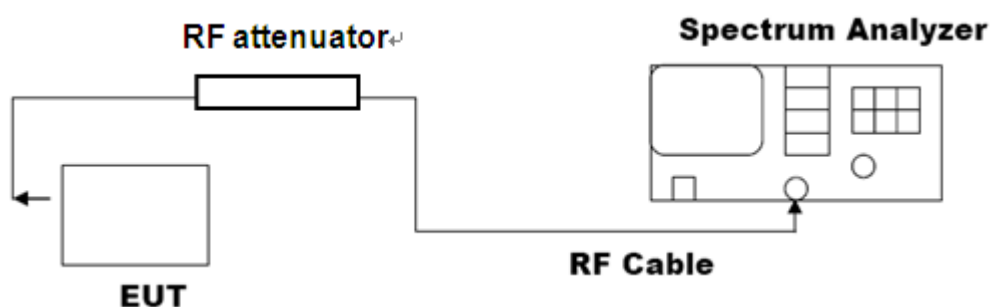 RF attenuator↵
Spectrum Analyzer
RF Cable
EUT